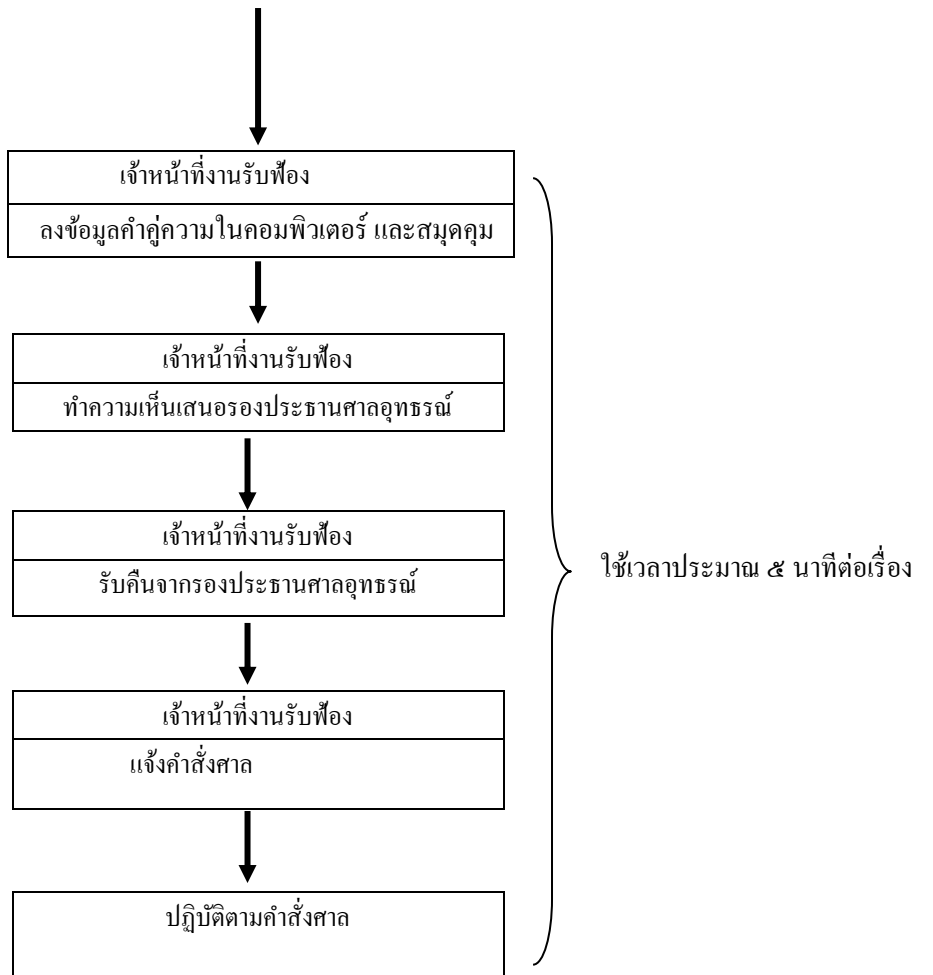 เจ้าหน้าที่งานรับฟ้อง
ลงข้อมูลคำคู่ความในคอมพิวเตอร์ และสมุดคุม
เจ้าหน้าที่งานรับฟ้อง
ทำความเห็นเสนอรองประธานศาลอุทธรณ์
เจ้าหน้าที่งานรับฟ้อง
รับคืนจากรองประธานศาลอุทธรณ์
ใช้เวลาประมาณ ๕ นาทีต่อเรื่อง
เจ้าหน้าที่งานรับฟ้อง
แจ้งคำสั่งศาล
ปฏิบัติตามคำสั่งศาล